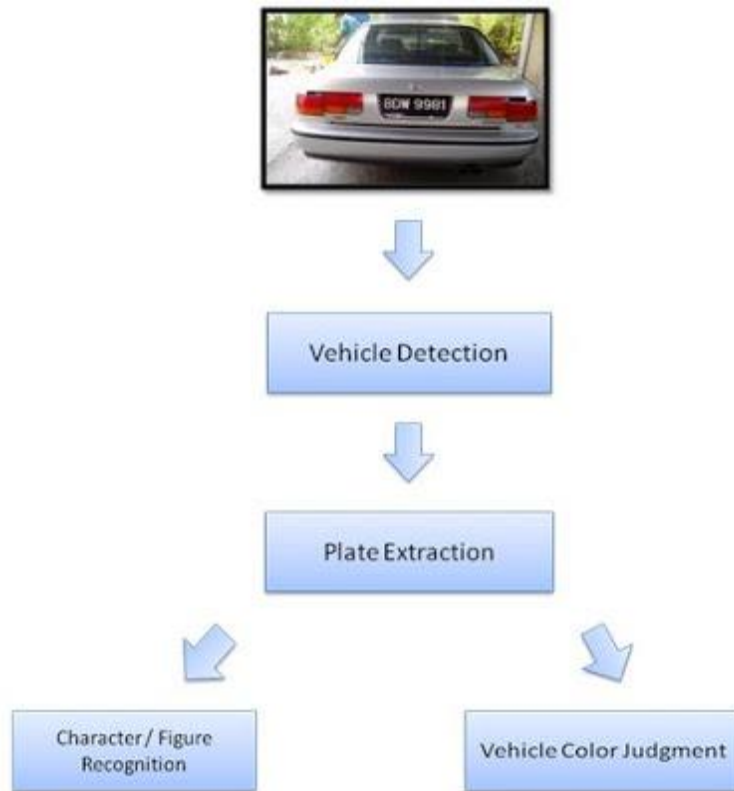 BDW 9981
Vehicle Detection
Plate Extraction
Character / Figure
Recognition
Vehicle Color Judgment